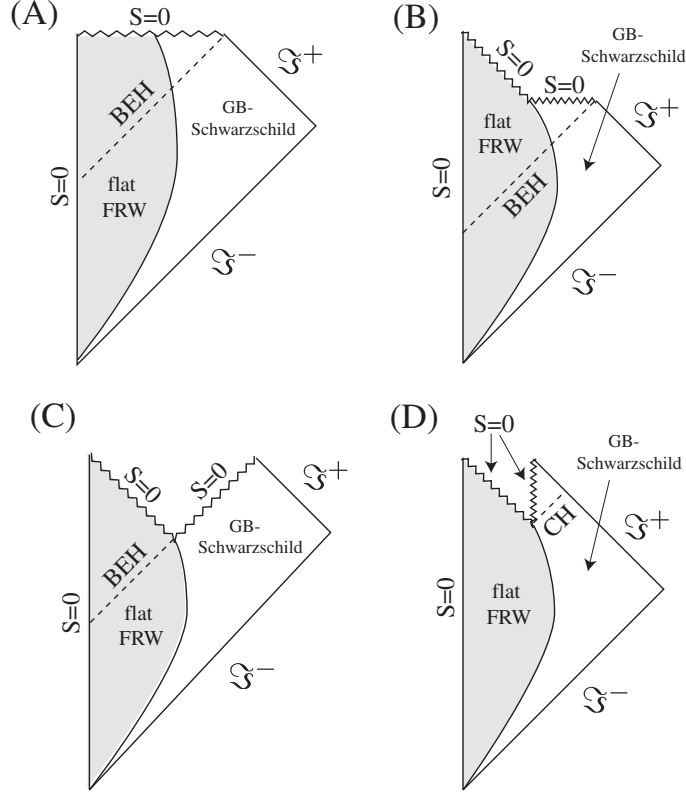 (A)
S=0
ℑ+
BEH
GB-
Schwarzschild
S=0
flat
FRW
ℑ−
(B)
GB-
Schwarzschild
S=0
S=0
ℑ+
flat
FRW
BEH
S=0
ℑ−
(C)
S=0
S=0
ℑ+
GB-
Schwarzschild
BEH
S=0
flat
FRW
ℑ−
(D)
S=0
GB-
Schwarzschild
CH
ℑ+
S=0
flat
FRW
ℑ−